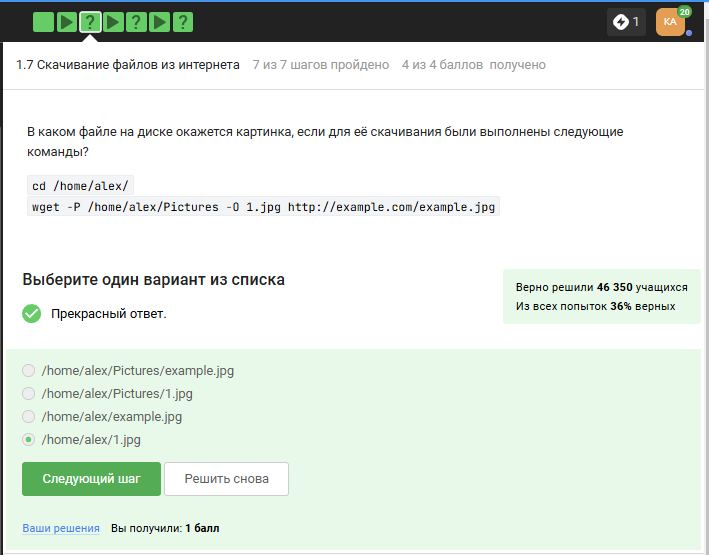 ? ? ?
1
КА
20
1.7 Скачивание файлов из интернета 7 из 7 шагов пройдено 4 из 4 баллов получено
В каком файле на диске окажется картинка, если для её скачивания были выполнены следующие
команды?
cd /home/alex/
wget -P /home/alex/Pictures -O 1.jpg http://example.com/example.jpg
Выберите один вариант из списка
Верно решили 46 350 учащихся
Из всех попыток 36% верных
Прекрасный ответ.
/home/alex/Pictures/example.jpg
/home/alex/Pictures/1.jpg
/home/alex/example.jpg
/home/alex/1.jpg
Следующий шаг Решить снова
Ваши решения Вы получили: 1 балл